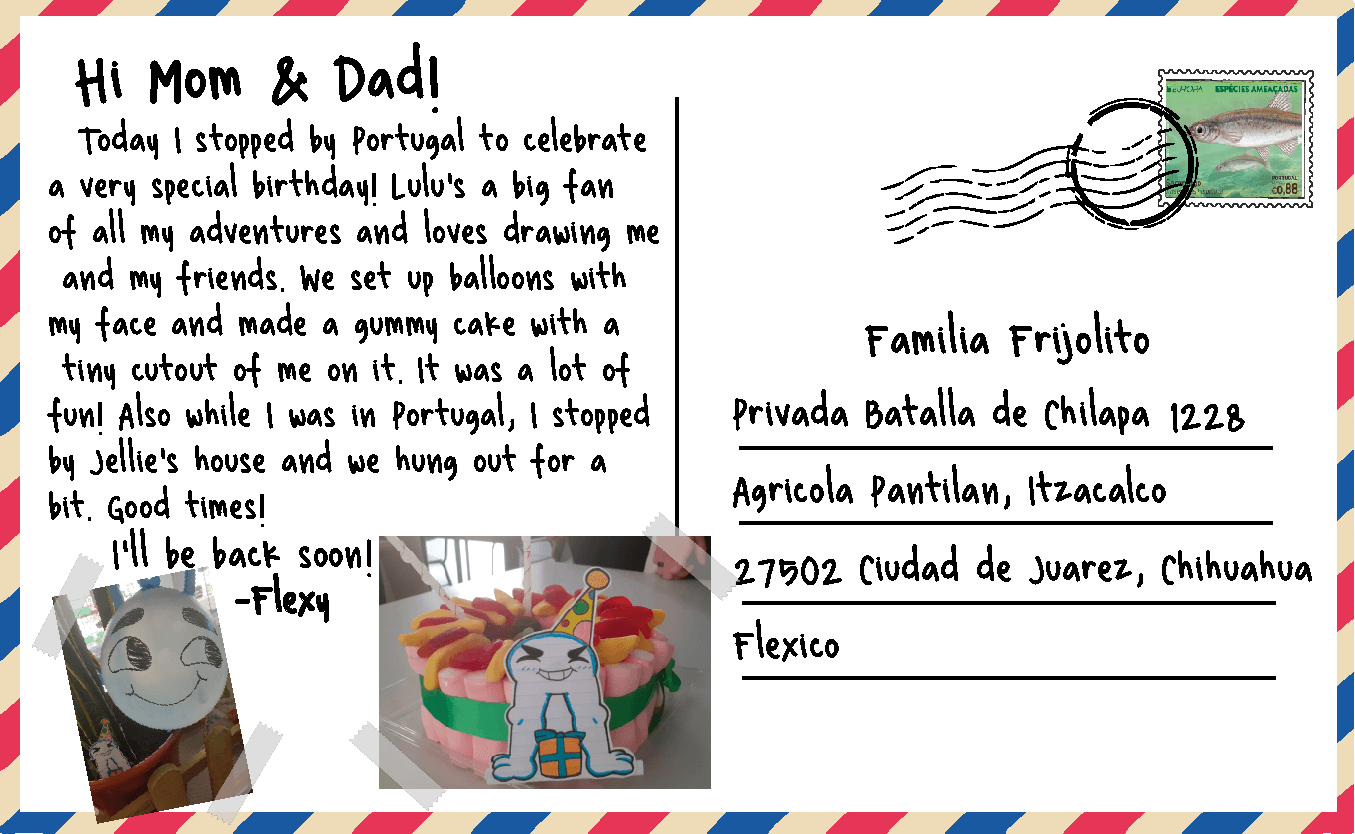 Hi Mom & Dad!
Today I stopped by Portugal to celebrate
a very special birthday! Lulu's a big fan
of all my adventures and loves drawing me
and my friends. We set up balloons with
my face and made a gummy cake with a
tiny cutout of me on it. It was a lot of
fun! Also while I was in Portugal, I stopped
by Jellie's house and we hung out for a
bit. Good times!
I'll be back soon!
-Flexy
EUROPA ESPÉCIES AMEAÇADAS
PORTUGAL
€0,88
Familia Frijolito
Privada Batalla de Chilapa 1228
Agricola Pantilan, Itzacalco
27502 Ciudad de Juarez, Chihuahua
Flexico